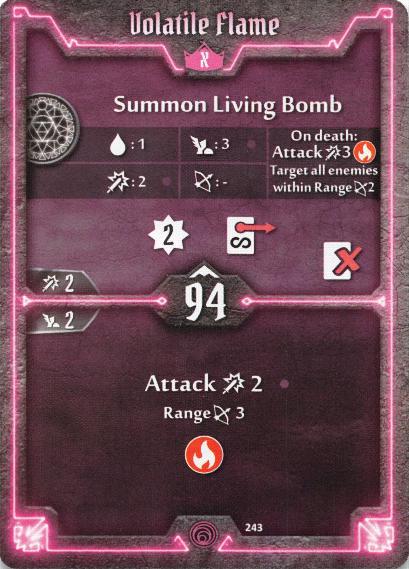 Volatile Flame
X
Summon Living Bomb
:1
:3
On death:
Attack 3
:2
:-
Target all enemies
within Range 2
2
2
94
2
Attack 2
Range 3
243